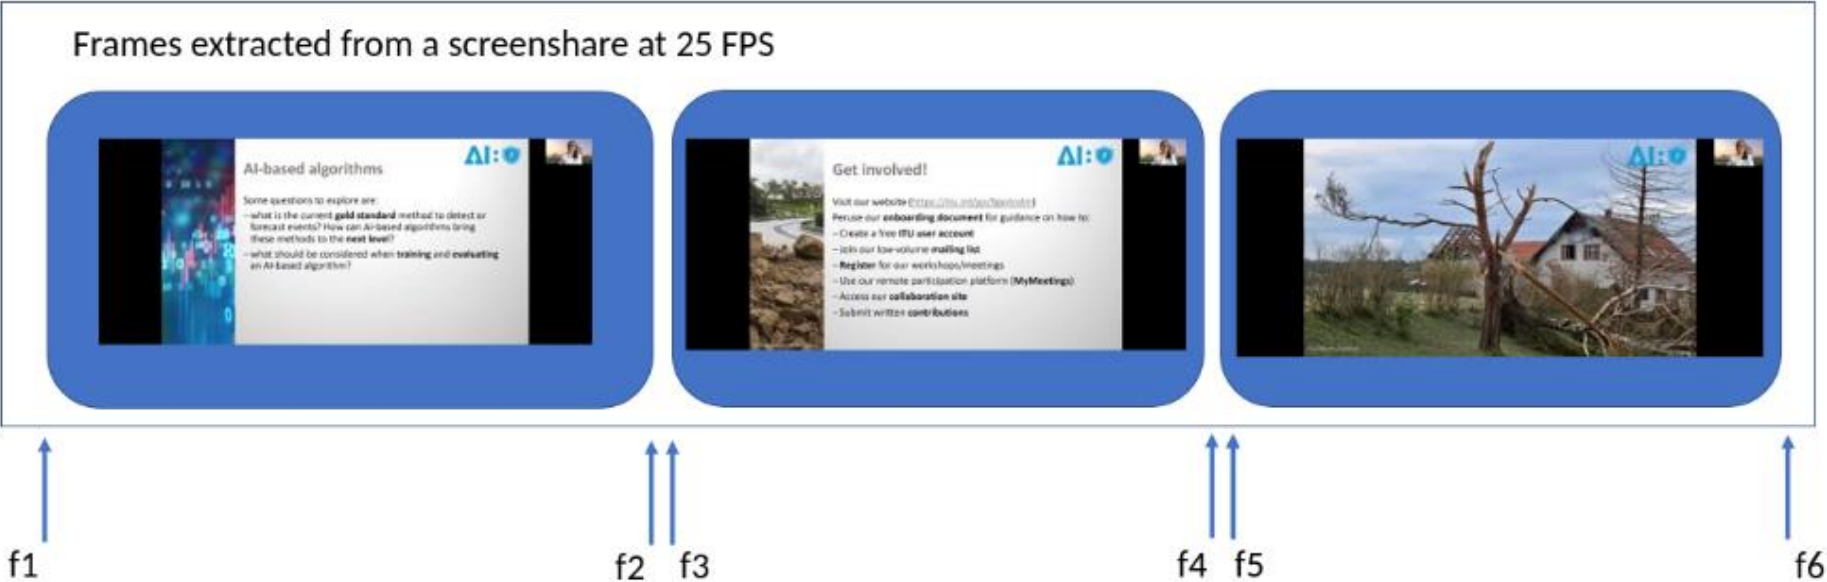 Frames extracted from a screenshare at 25 FPS
AI:
AI-based algorithms
Some questions to explore are:
– what is the current gold standard method to detect or
forecast events? How can AI-based algorithms bring
these methods to the next level?
– what should be considered when training and evaluating
an AI-based algorithm?
AI:
Get involved!
Visit our website
Peruse our onboarding document for guidance on how to:
– Create a free ITU user account
– Join our low-volume mailing list
– Register for our workshops/meetings
– Use our remote participation platform (MyMeetings)
– Access our collaboration site
– Submit written contributions
AI:
f1
f2
f3
f4
f5
f6